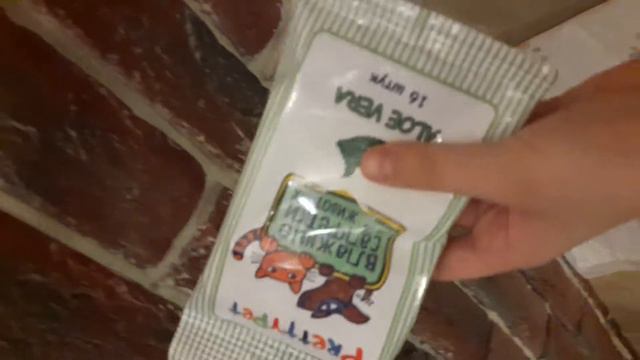 PRETTYPET
ВЛАЖНЫЕ
САЛФЕТКИ
ALOE VERA
16 штук